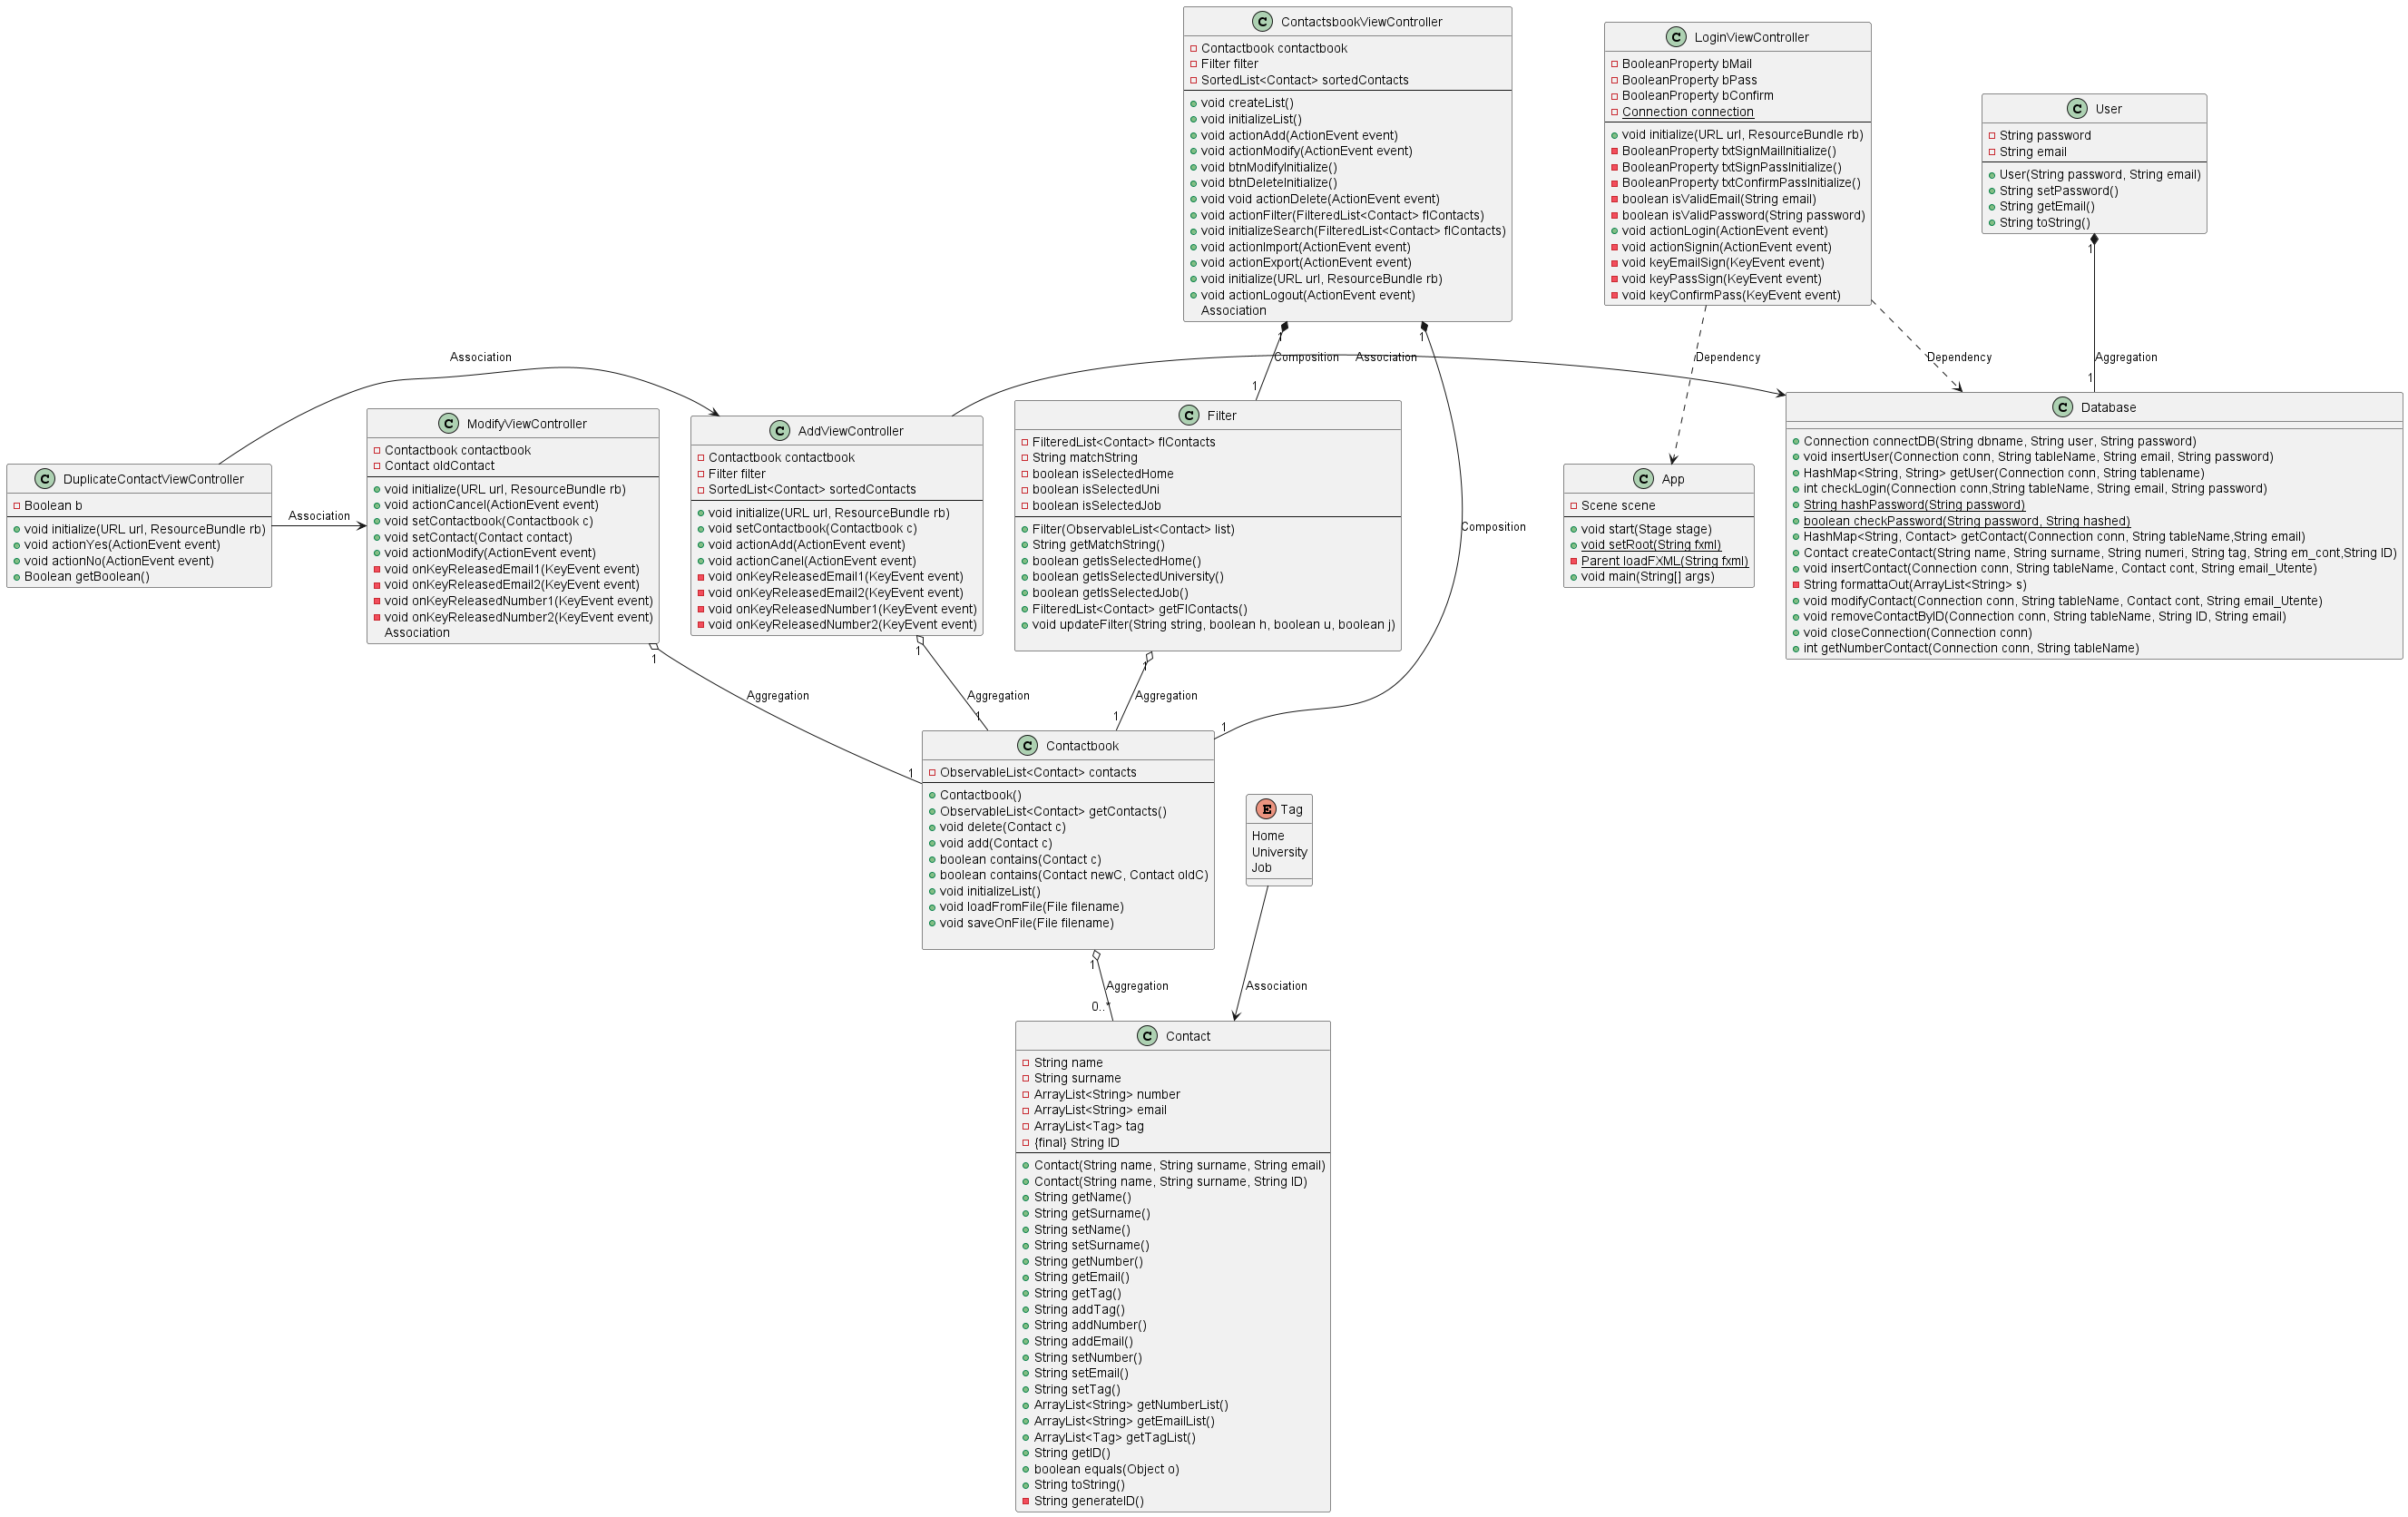 ContactsbookViewController
Contactbook contactbook
Filter filter
SortedList<Contact> sortedContacts
void createList()
void initializeList()
void actionAdd(ActionEvent event)
void actionModify(ActionEvent event)
void btnModifyInitialize()
void btnDeleteInitialize()
void void actionDelete(ActionEvent event)
void actionFilter(FilteredList<Contact> flContacts)
void initializeSearch(FilteredList<Contact> flContacts)
void actionImport(ActionEvent event)
void actionExport(ActionEvent event)
void initialize(URL url, ResourceBundle rb)
void actionLogout(ActionEvent event)
Association
LoginViewController
BooleanProperty bMail
BooleanProperty bPass
BooleanProperty bConfirm
Connection connection
void initialize(URL url, ResourceBundle rb)
BooleanProperty txtSignMailInitialize()
BooleanProperty txtSignPassInitialize()
BooleanProperty txtConfirmPassInitialize()
boolean isValidEmail(String email)
boolean isValidPassword(String password)
void actionLogin(ActionEvent event)
void actionSignin(ActionEvent event)
void keyEmailSign(KeyEvent event)
void keyPassSign(KeyEvent event)
void keyConfirmPass(KeyEvent event)
User
String password
String email
User(String password, String email)
String setPassword()
String getEmail()
String toString()
1
1
1
Association
Composition
Association
Dependency
Dependency
Aggregation
1
1
DuplicateContactViewController
Boolean b
void initialize(URL url, ResourceBundle rb)
void actionYes(ActionEvent event)
void actionNo(ActionEvent event)
Boolean getBoolean()
Association
ModifyViewController
Contactbook contactbook
Contact oldContact
void initialize(URL url, ResourceBundle rb)
void actionCancel(ActionEvent event)
void setContactbook(Contactbook c)
void setContact(Contact contact)
void actionModify(ActionEvent event)
void onKeyReleasedEmail1(KeyEvent event)
void onKeyReleasedEmail2(KeyEvent event)
void onKeyReleasedNumber1(KeyEvent event)
void onKeyReleasedNumber2(KeyEvent event)
Association
AddViewController
Contactbook contactbook
Filter filter
SortedList<Contact> sortedContacts
void initialize(URL url, ResourceBundle rb)
void setContactbook(Contactbook c)
void actionAdd(ActionEvent event)
void actionCanel(ActionEvent event)
void onKeyReleasedEmail1(KeyEvent event)
void onKeyReleasedEmail2(KeyEvent event)
void onKeyReleasedNumber1(KeyEvent event)
void onKeyReleasedNumber2(KeyEvent event)
Filter
FilteredList<Contact> flContacts
String matchString
boolean isSelectedHome
boolean isSelectedUni
boolean isSelectedJob
Filter(ObservableList<Contact> list)
String getMatchString()
boolean getIsSelectedHome()
boolean getIsSelectedUniversity()
boolean getIsSelectedJob()
FilteredList<Contact> getFlContacts()
void updateFilter(String string, boolean h, boolean u, boolean j)
Composition
App
Scene scene
void start(Stage stage)
void setRoot(String fxml)
Parent loadFXML(String fxml)
void main(String[] args)
Database
Connection connectDB(String dbname, String user, String password)
void insertUser(Connection conn, String tableName, String email, String password)
HashMap<String, String> getUser(Connection conn, String tablename)
int checkLogin(Connection conn,String tableName, String email, String password)
String hashPassword(String password)
boolean checkPassword(String password, String hashed)
HashMap<String, Contact> getContact(Connection conn, String tableName,String email)
Contact createContact(String name, String surname, String numeri, String tag, String em_cont,String ID)
void insertContact(Connection conn, String tableName, Contact cont, String email_Utente)
String formattaOut(ArrayList<String> s)
void modifyContact(Connection conn, String tableName, Contact cont, String email_Utente)
void removeContactByID(Connection conn, String tableName, String ID, String email)
void closeConnection(Connection conn)
int getNumberContact(Connection conn, String tableName)
1
1
1
Aggregation
Aggregation
Aggregation
1
1
1
1
Contactbook
ObservableList<Contact> contacts
Contactbook()
ObservableList<Contact> getContacts()
void delete(Contact c)
void add(Contact c)
boolean contains(Contact c)
boolean contains(Contact newC, Contact oldC)
void initializeList()
void loadFromFile(File filename)
void saveOnFile(File filename)
Tag
Home
University
Job
1
Aggregation
Association
0..*
Contact
String name
String surname
ArrayList<String> number
ArrayList<String> email
ArrayList<Tag> tag
{final} String ID
Contact(String name, String surname, String email)
Contact(String name, String surname, String ID)
String getName()
String getSurname()
String setName()
String setSurname()
String getNumber()
String getEmail()
String getTag()
String addTag()
String addNumber()
String addEmail()
String setNumber()
String setEmail()
String setTag()
ArrayList<String> getNumberList()
ArrayList<String> getEmailList()
ArrayList<Tag> getTagList()
String getID()
boolean equals(Object o)
String toString()
String generateID()